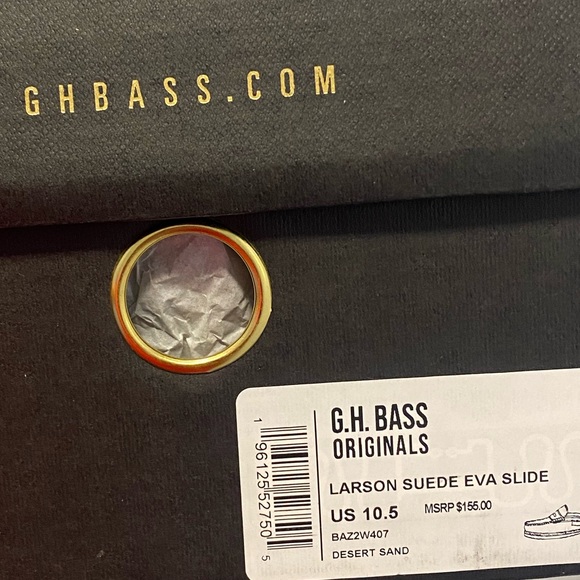 GHBASS.COM
G.H. BASS
ORIGINALS
LARSON SUEDE EVA SLIDE
US 10.5 MSRP $155.00
BAZ2W407
DESERT SAND
1 96125 52750 5